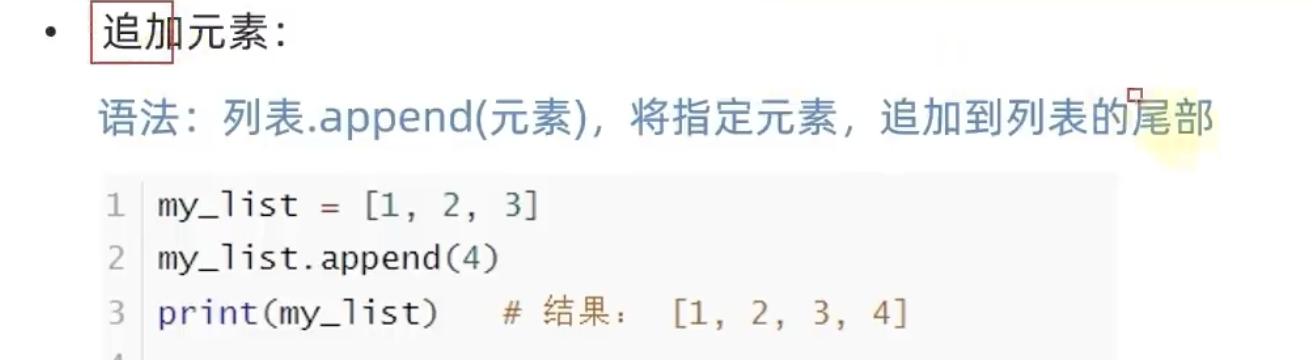 • 追加元素：
语法：列表.append(元素)，将指定元素，追加到列表的尾部
1 my_list = [1, 2, 3]
2 my_list.append(4)
3 print(my_list)   # 结果： [1, 2, 3, 4]